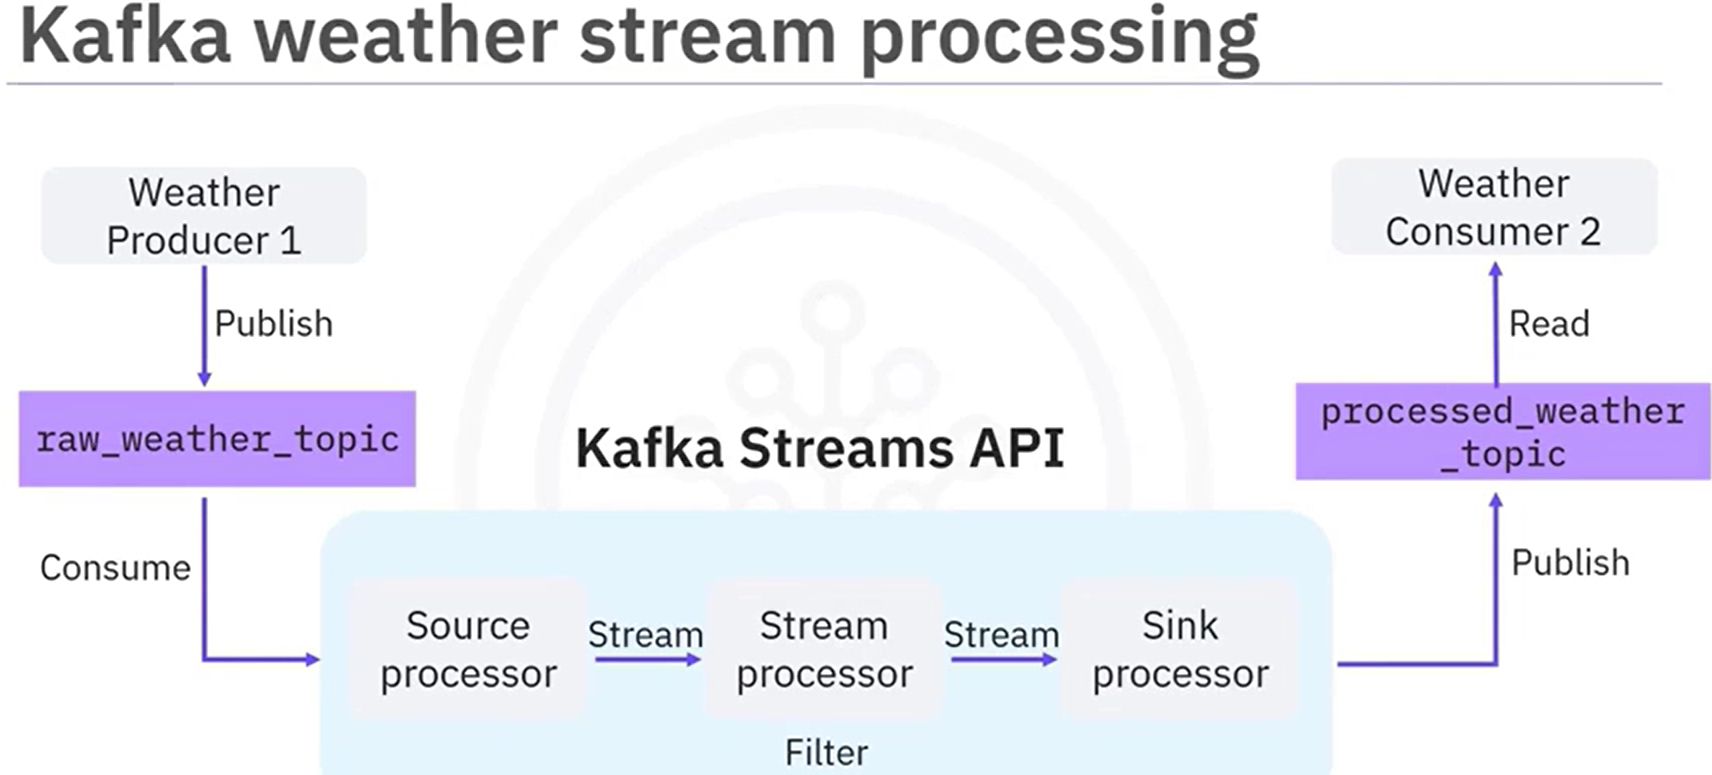 Kafka weather stream processing
Weather
Producer 1
Publish
raw_weather_topic
Consume
Kafka Streams API
Source
processor
Stream
Stream
processor
Stream
Sink
processor
Filter
Weather
Consumer 2
Read
processed_weather
_topic
Publish